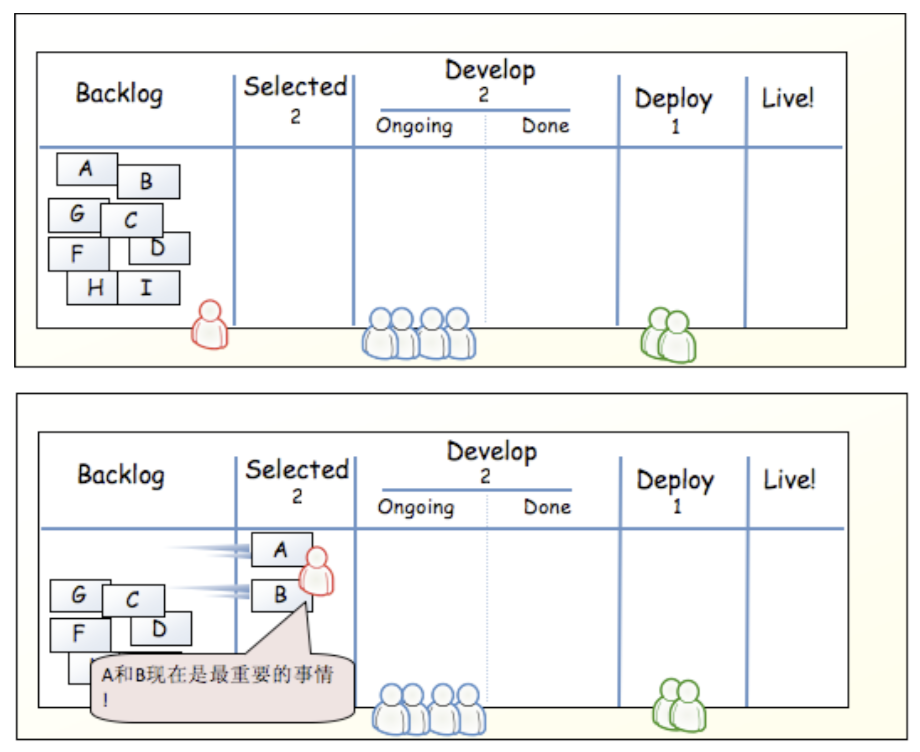 Backlog
Selected
2
Develop
2
Ongoing
Done
Deploy
1
Live!
A
B
G
C
F
D
H
I
Backlog
Selected
2
Develop
2
Ongoing
Done
Deploy
1
Live!
A
B
G
C
F
D
A和B现在是最重要的事情
!